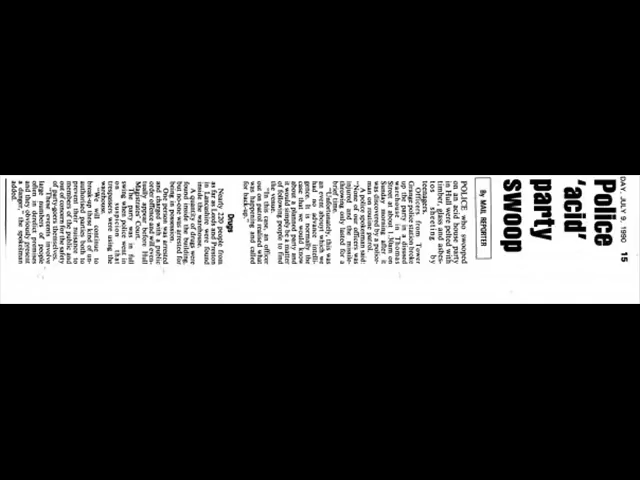 DAY, JULY 9, 1990 15
Police
'acid'
party
swoop
By MAIL REPORTER
POLICE who swooped
on an acid house party
in Hull were pelted with
timber, glass and asbes-
tos sheeting by
teenagers.
Officers from Tower
Grange police station broke
up the party in a disused
warehouse in Thomas
Street at about 1.30am on
Sunday morning after it
was discovered by a police-
man on routine patrol.
A police spokesman said:
"None of our officers was
injured and the missile-
throwing only lasted for a
brief
"Unfortunately, this was
an event about which we
had no advance intelli-
gence. It is usually the
case that we would know
about a planned party and
it would simply be a matter
of following people to find
the venue.
"In this case, an officer
out on patrol realised what
was happening and called
for back-up."
Drugs
Nearly 220 people from
as far as Leeds and Preston
in Lancashire were found
inside the warehouse.
A quantity of drugs were
found inside the building
but no-one was arrested for
being in possession.
One person was arrested
and charged with a public
order offence and will even-
tually appear before Hull
Magistrates' Court.
The party was in full
swing when police went in
on suspicion that
trespassers were using the
warehouse.
"We will continue to
break-up these kind of un-
authorised parties both to
prevent their nuisance to
members of the public and
out of concern for the safety
of party-goers themselves.
"These events involve
large numbers of people
often in derelict premises
and they obviously present
a danger," the spokesman
added.